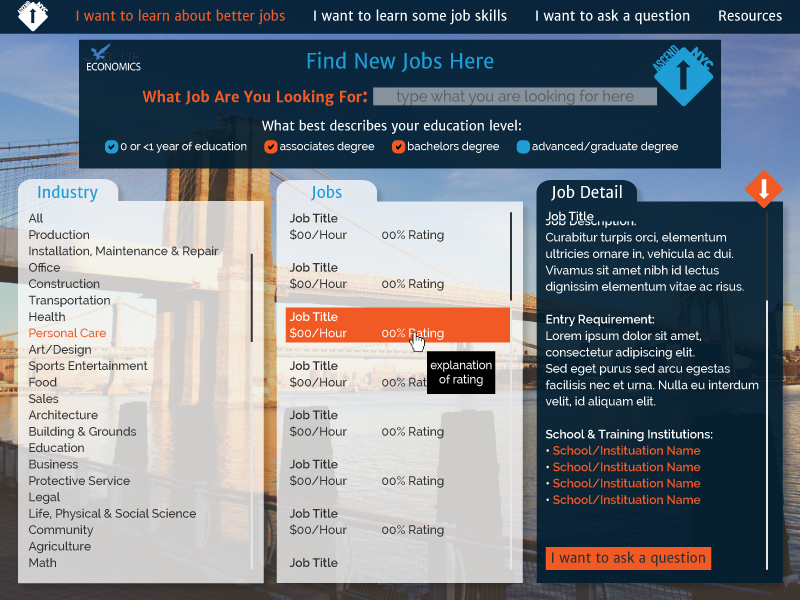 I want to learn about better jobs
I want to learn some job skills
I want to ask a question
Resources
ECONOMICS
Find New Jobs Here
ASCEND NYC
What Job Are You Looking For:
type what you are looking for here
What best describes your education level:
0 or <1 year of education
associates degree
bachelors degree
advanced/graduate degree
Industry
All
Production
Installation, Maintenance & Repair
Office
Construction
Transportation
Health
Personal Care
Art/Design
Sports Entertainment
Food
Sales
Architecture
Building & Grounds
Education
Business
Protective Service
Legal
Life, Physical & Social Science
Community
Agriculture
Math
Jobs
Job Title
$00/Hour 00% Rating
Job Title
$00/Hour 00% Rating
Job Title
$00/Hour 00% Rating
explanation
of rating
Job Title
$00/Hour 00% Rat
Job Title
$00/Hour 00% Rating
Job Title
$00/Hour 00% Rating
Job Title
$00/Hour 00% Rating
Job Title
Job Detail
Job Title
Job Description:
Curabitur turpis orci, elementum
ultricies ornare in, vehicula ac dui.
Vivamus sit amet nibh id lectus
dignissim elementum vitae ac risus.
Entry Requirement:
Lorem ipsum dolor sit amet,
consectetur adipiscing elit.
Sed eget purus sed arcu egestas
facilisis nec et urna. Nulla eu interdum
velit, id aliquam elit.
School & Training Institutions:
• School/Instituation Name
• School/Instituation Name
• School/Instituation Name
• School/Instituation Name
I want to ask a question